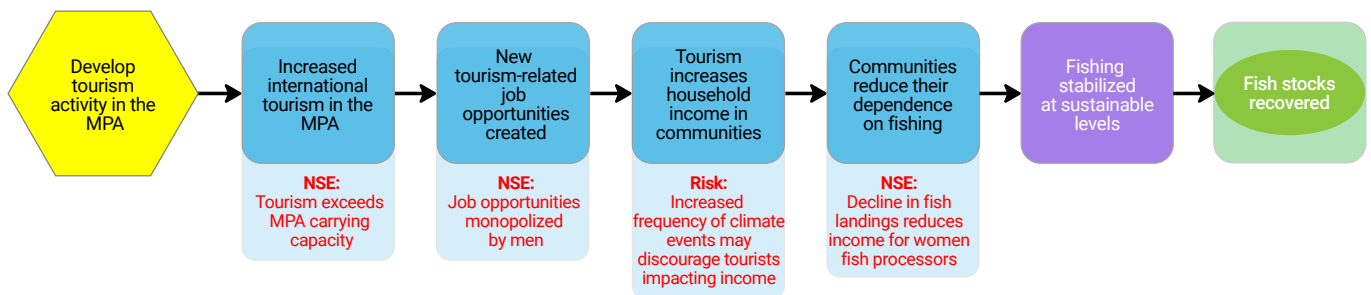 Develop
tourism
activity in the
MPA
Increased
international
tourism in the
MPA
NSE:
Tourism exceeds
MPA carrying
capacity
New
tourism-related
job
opportunities
created
NSE:
Job opportunities
monopolized
by men
Tourism
increases
household
income in
communities
Risk:
Increased
frequency of climate
events may
discourage tourists
impacting income
Communities
reduce their
dependence
on fishing
NSE:
Decline in fish
landings reduces
income for women
fish processors
Fishing
stabilized
at sustainable
levels
Fish stocks
recovered